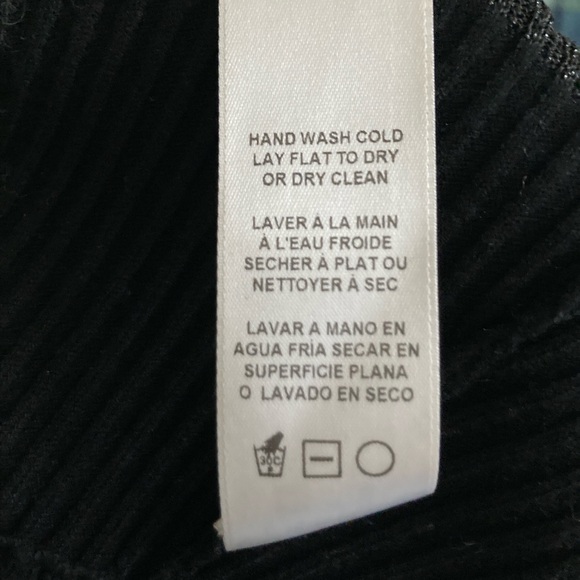 HAND WASH COLD
LAY FLAT TO DRY
OR DRY CLEAN
LAVER À LA MAIN
À L'EAU FROIDE
SECHER À PLAT OU
NETTOYER À SEC
LAVAR A MANO EN
AGUA FRÍA SECAR EN
SUPERFICIE PLANA
O LAVADO EN SECO
30C